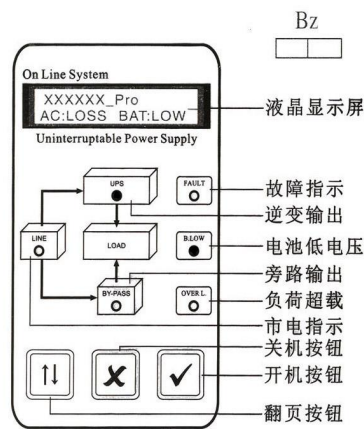 Bz
On Line System
XXXXXX_Pro
AC:LOSS BAT:LOW
液晶显示屏
Uninterruptable Power Supply
UPS
FAULT
故障指示
逆变输出
LINE
LOAD
B.LOW
电池低电压
旁路输出
BY-PASS
OVER L.
负荷超载
市电指示
关机按钮
开机按钮
翻页按钮